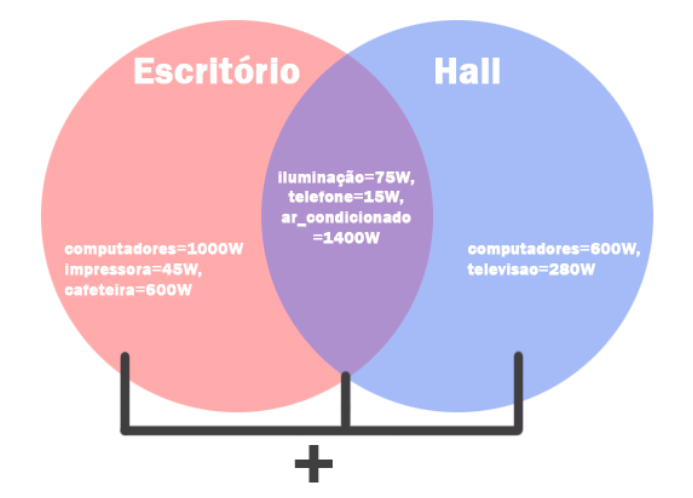 Escritório
Hall
iluminação=75W,
telefone=15W,
ar_condicionado
=1400W
computadores=1000W
impressora=45W,
cafeteira=600W
computadores=600W,
televisao=280W
+